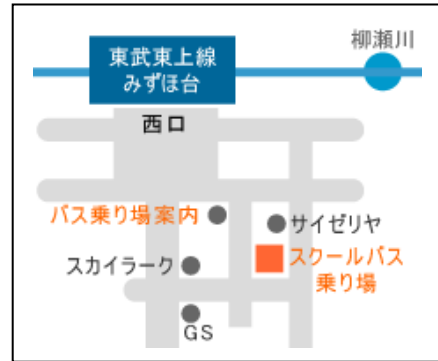 柳瀬川
東武東上線
みずほ台
西口
バス乗り場案内
サイゼリヤ
スカイラーク
スクールバス
乗り場
GS